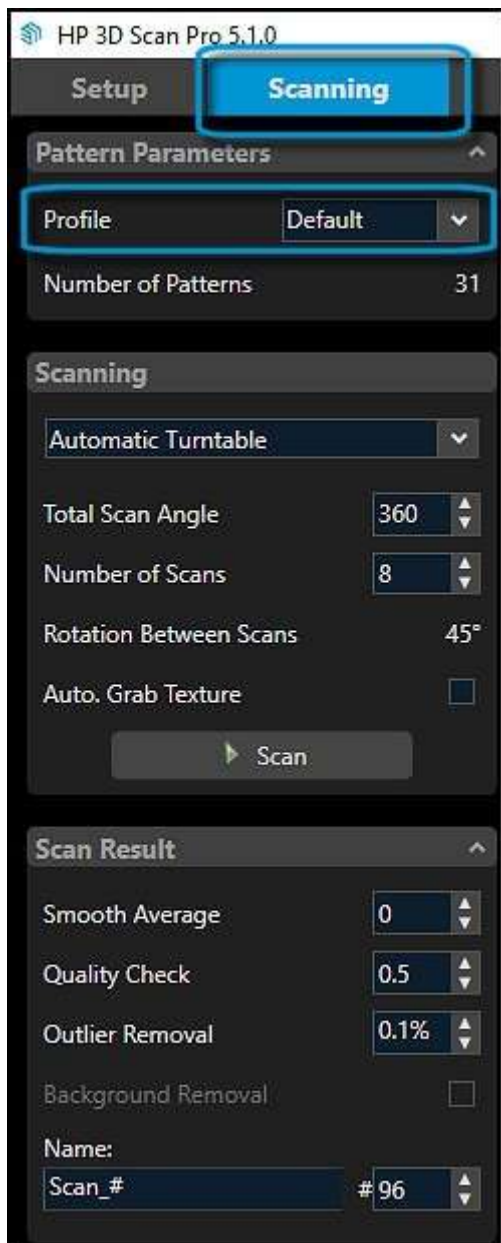 HP 3D Scan Pro 5.1.0
Setup Scanning
Pattern Parameters
Profile Default
Number of Patterns 31
Scanning
Automatic Turntable
Total Scan Angle 360
Number of Scans 8
Rotation Between Scans 45°
Auto. Grab Texture
Scan
Scan Result
Smooth Average 0
Quality Check 0.5
Outlier Removal 0.1%
Background Removal
Name:
Scan_# #96